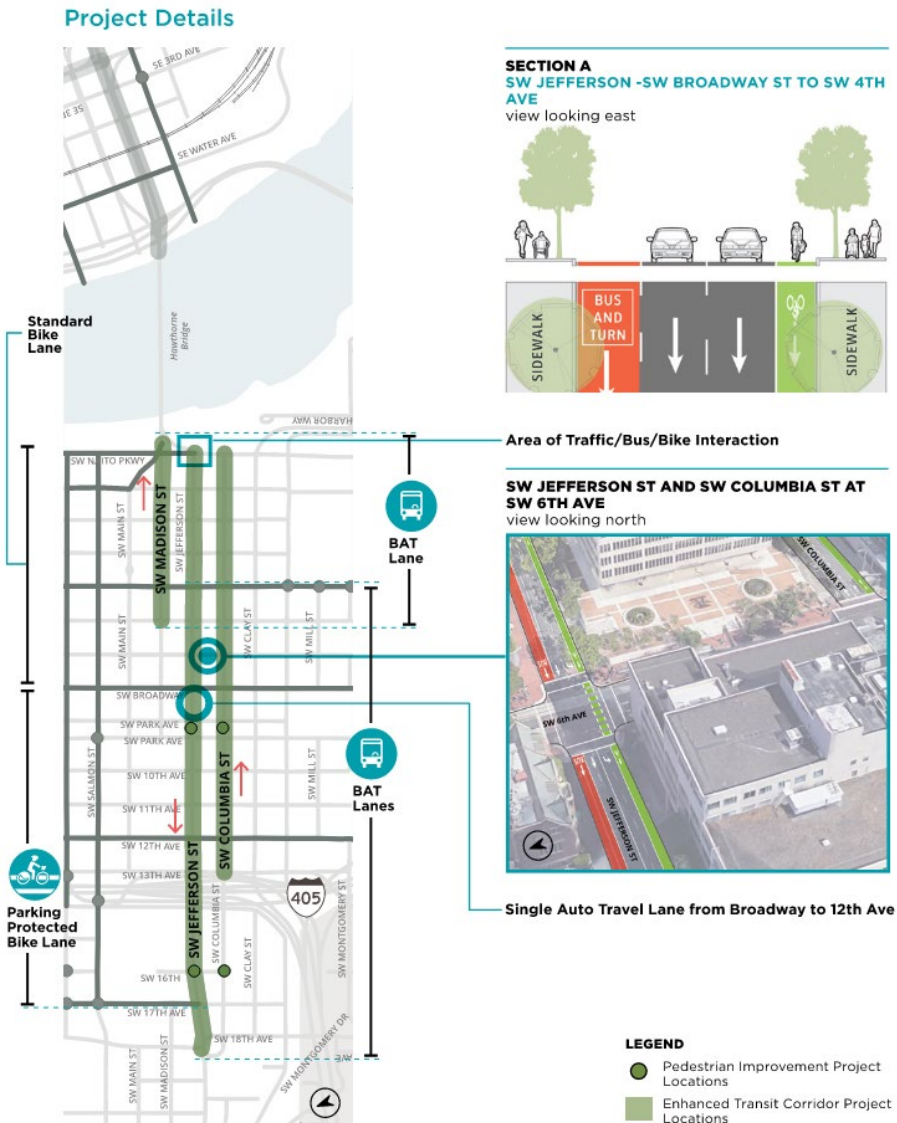 Project Details
SE 3RD AVE
SE WATER AVE
Hawthorne
Bridge
Standard
Bike
Lane
HARBOR WAY
SW NAITO PKWY
SW MAIN ST
SW MADISON ST
SW JEFFERSON ST
BAT
Lane
SW MAIN ST
SW CLAY ST
SW MILL ST
SW BROADWAY
SW PARK AVE
SW PARK AVE
SW SALMON ST
SW 10TH AVE
SW 11TH AVE
SW MILL ST
SW COLUMBIA ST
BAT
Lanes
SW 12TH AVE
SW 13TH AVE
SW JEFFERSON ST
405
Parking
Protected
Bike Lane
SW COLUMBIA ST
SW CLAY ST
SW MONTGOMERY ST
SW 16TH
SW 17TH AVE
SW 18TH AVE
SW MAIN ST
SW MADISON ST
SW MONTGOMERY DR
AVE
SECTION A
SW JEFFERSON -SW BROADWAY ST TO SW 4TH
AVE
view looking east
BUS
AND
TURN
SIDEWALK
SIDEWALK
Area of Traffic/Bus/Bike Interaction
SW JEFFERSON ST AND SW COLUMBIA ST AT
SW 6TH AVE
view looking north
SW COLUMBIA ST
SW 6th AVE
SW JEFFERSON ST
Single Auto Travel Lane from Broadway to 12th Ave
LEGEND
Pedestrian Improvement Project
Locations
Enhanced Transit Corridor Project
Locations